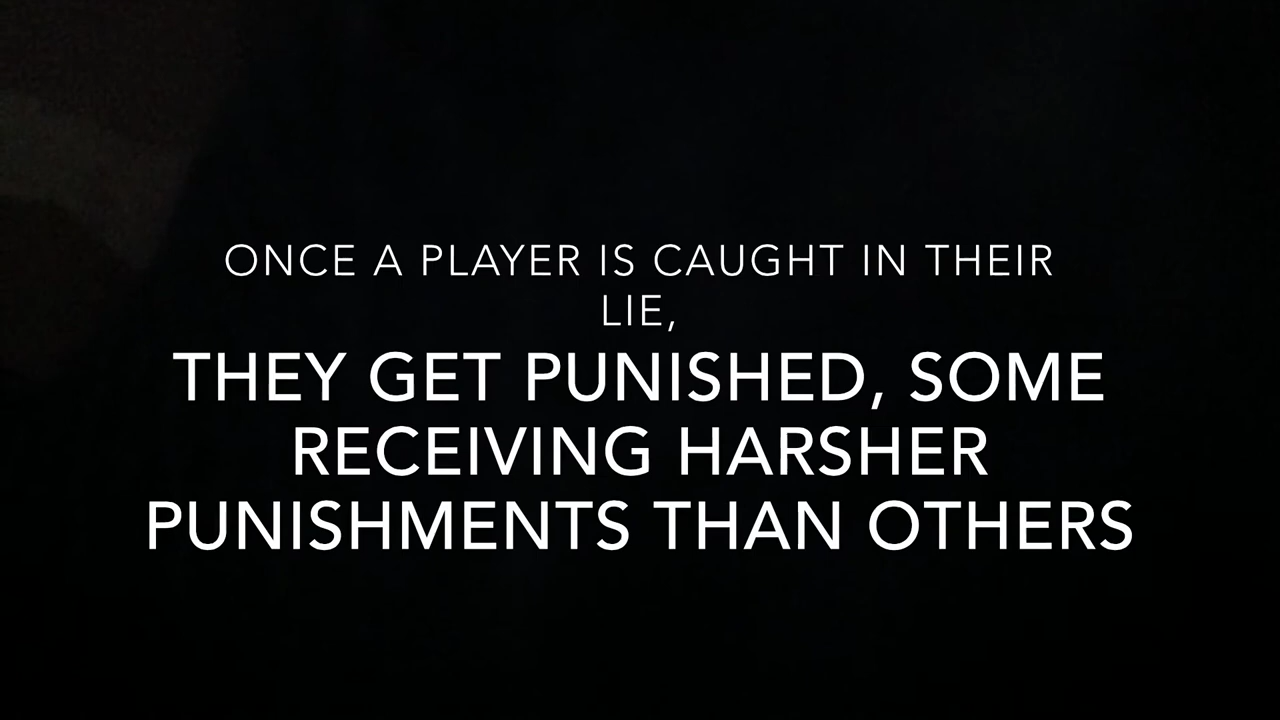 ONCE A PLAYER IS CAUGHT IN THEIR
LIE,
THEY GET PUNISHED, SOME
RECEIVING HARSHER
PUNISHMENTS THAN OTHERS